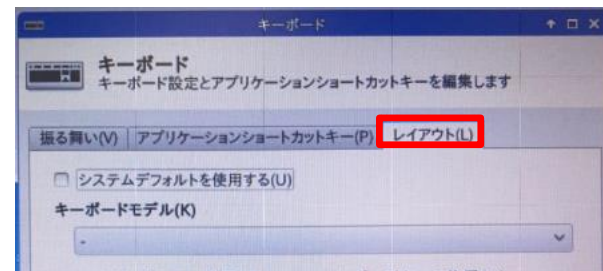 キーボード
キーボード
キーボード設定とアプリケーションショートカットキーを編集します
振る舞い(V)
アプリケーションショートカットキー(P)
レイアウト(L)
システムデフォルトを使用する(U)
キーボードモデル(K)
-